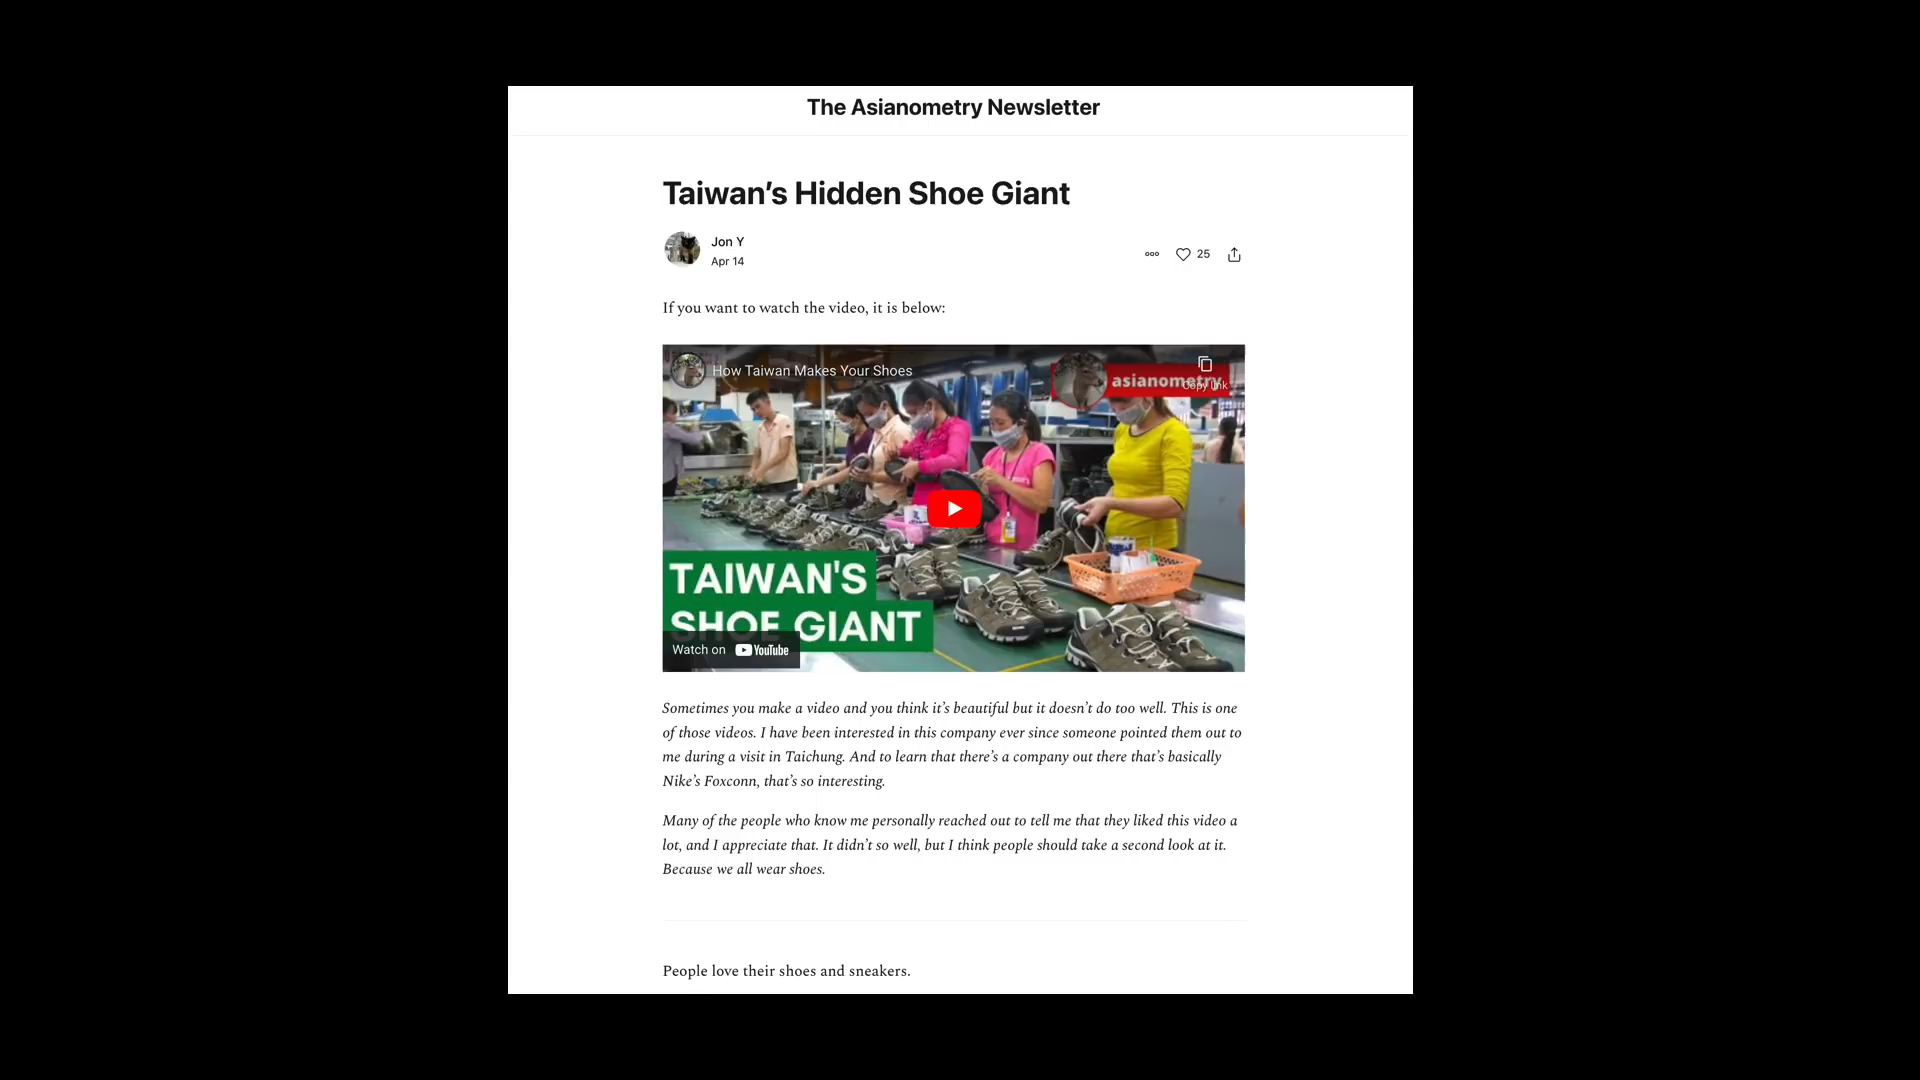 The Asianometry Newsletter
Taiwan’s Hidden Shoe Giant
Jon Y
Apr 14
25
If you want to watch the video, it is below:
How Taiwan Makes Your Shoes
asianometry
Copy link
TAIWAN'S
SHOE GIANT
Watch on YouTube
Sometimes you make a video and you think it’s beautiful but it doesn’t do too well. This is one
of those videos. I have been interested in this company ever since someone pointed them out to
me during a visit in Taichung. And to learn that there’s a company out there that’s basically
Nike’s Foxconn, that’s so interesting.
Many of the people who know me personally reached out to tell me that they liked this video a
lot, and I appreciate that. It didn’t so well, but I think people should take a second look at it.
Because we all wear shoes.
People love their shoes and sneakers.